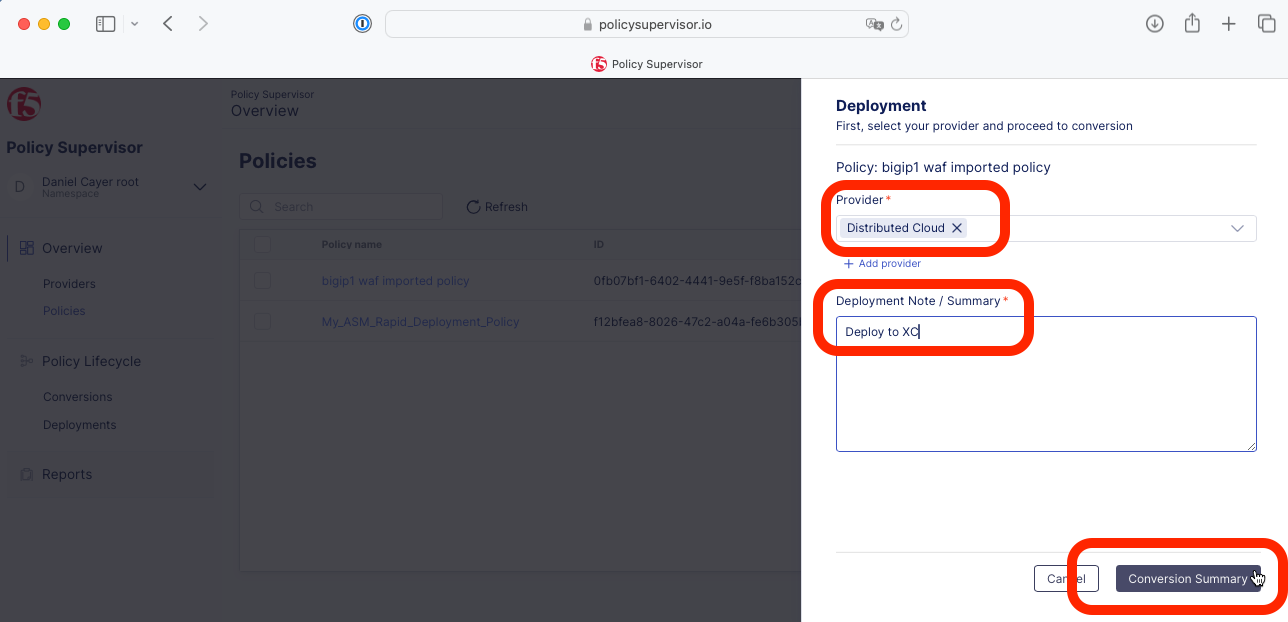 policysupervisor.io
Policy Supervisor
f5
Policy Supervisor
Overview
Policy Supervisor
D
Daniel Cayer root
Namespace
Overview
Providers
Policies
Policy Lifecycle
Conversions
Deployments
Reports
Policies
Search
Refresh
Policy name ID
bigip1 waf imported policy 0fb07bf1-6402-4441-9e5f-f8ba152c
My_ASM_Rapid_Deployment_Policy f12bfea8-8026-47c2-a04a-fe6b305b
Deployment
First, select your provider and proceed to conversion
Policy: bigip1 waf imported policy
Provider*
Distributed Cloud
+ Add provider
Deployment Note / Summary*
Deploy to XC
Cancel Conversion Summary